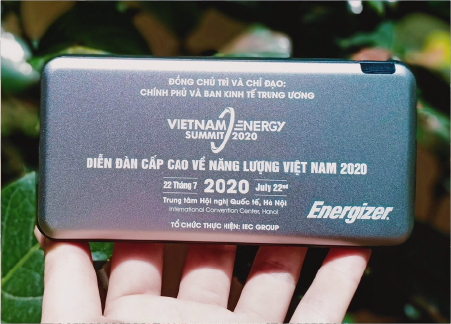 ĐỒNG CHỦ TRÌ VÀ CHỈ ĐẠO:
CHÍNH PHỦ VÀ BAN KINH TẾ TRUNG ƯƠNG
VIETNAM ENERGY
SUMMIT 2020
DIỄN ĐÀN CẤP CAO VỀ NĂNG LƯỢNG VIỆT NAM 2020
22 Tháng 7 2020 July 22nd
Trung tâm Hội nghị Quốc tế, Hà Nội
International Convention Center, Hanoi
Energizer
TỔ CHỨC THỰC HIỆN: IEC GROUP